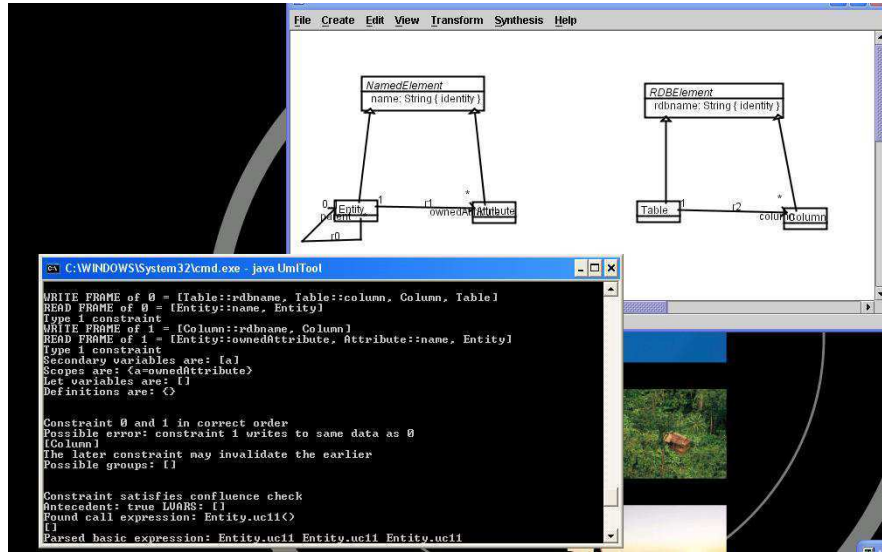 File Create Edit View Transform Synthesis Help
NamedElement
name: String { identity }
RDBElement
rdbname: String { identity }
0
Entity
1
r1
*
ownedAttribute
Attribute
parent
r0
Table
1
r2
*
column
Column
C:\WINDOWS\System32\cmd.exe - java UmlTool
WRITE FRAME of 0 = [Table::rdbname, Table::column, Column, Table]
READ FRAME of 0 = [Entity::name, Entity]
Type 1 constraint
WRITE FRAME of 1 = [Column::rdbname, Column]
READ FRAME of 1 = [Entity::ownedAttribute, Attribute::name, Entity]
Type 1 constraint
Secondary variables are: [a]
Scopes are: {a=ownedAttribute}
Let variables are: []
Definitions are: {}
Constraint 0 and 1 in correct order
Possible error: constraint 1 writes to same data as 0
[Column]
The later constraint may invalidate the earlier
Possible groups: []
Constraint satisfies confluence check
Antecedent: true LVARS: []
Found call expression: Entity.uc11()
[]
Parsed basic expression: Entity.uc11 Entity.uc11 Entity.uc11